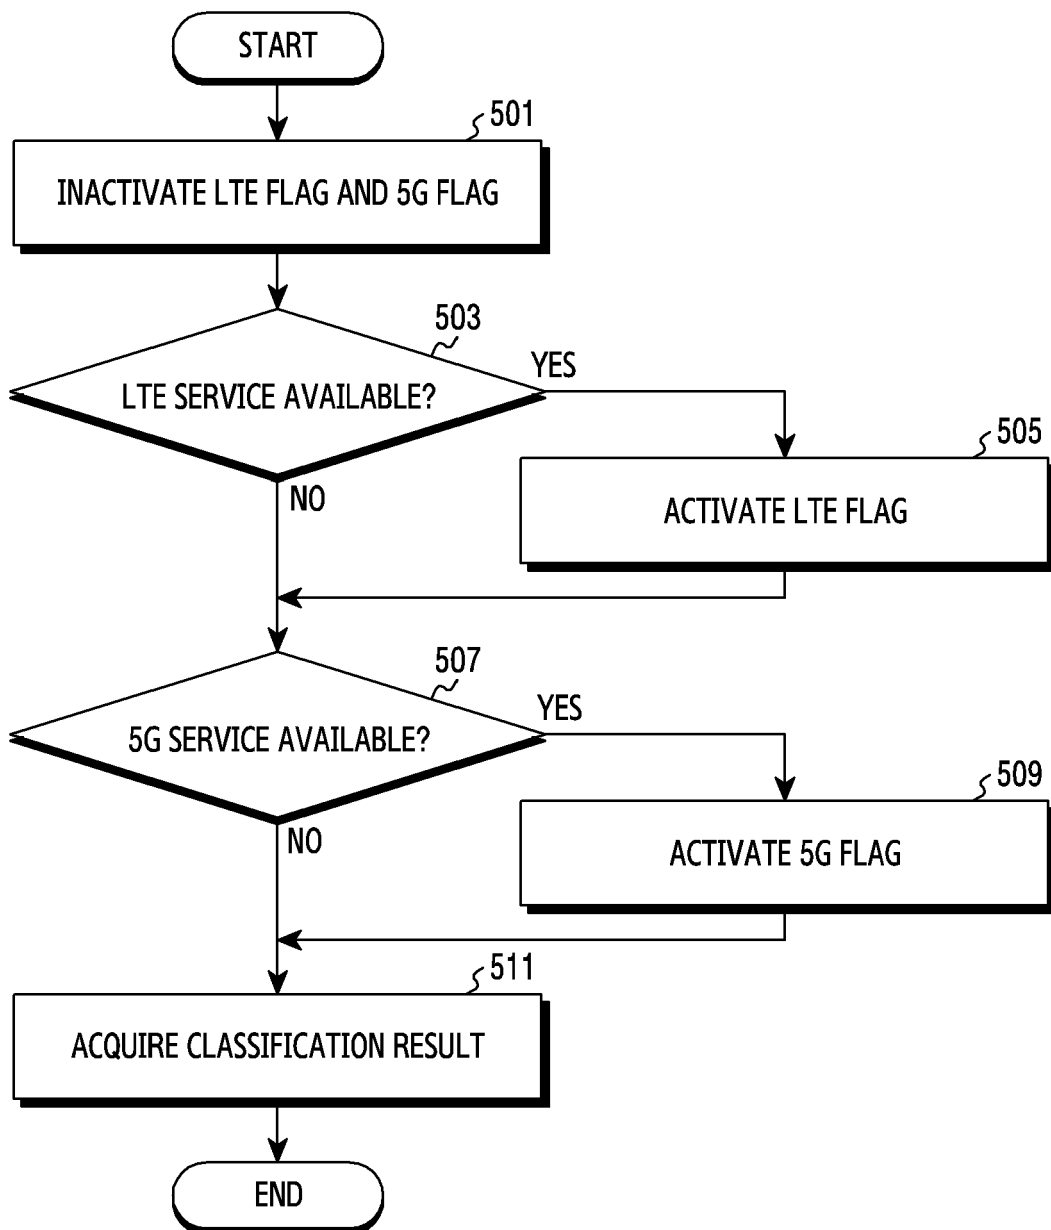 START
501
INACTIVATE LTE FLAG AND 5G FLAG
503
LTE SERVICE AVAILABLE?
YES
NO
505
ACTIVATE LTE FLAG
507
5G SERVICE AVAILABLE?
YES
NO
509
ACTIVATE 5G FLAG
511
ACQUIRE CLASSIFICATION RESULT
END